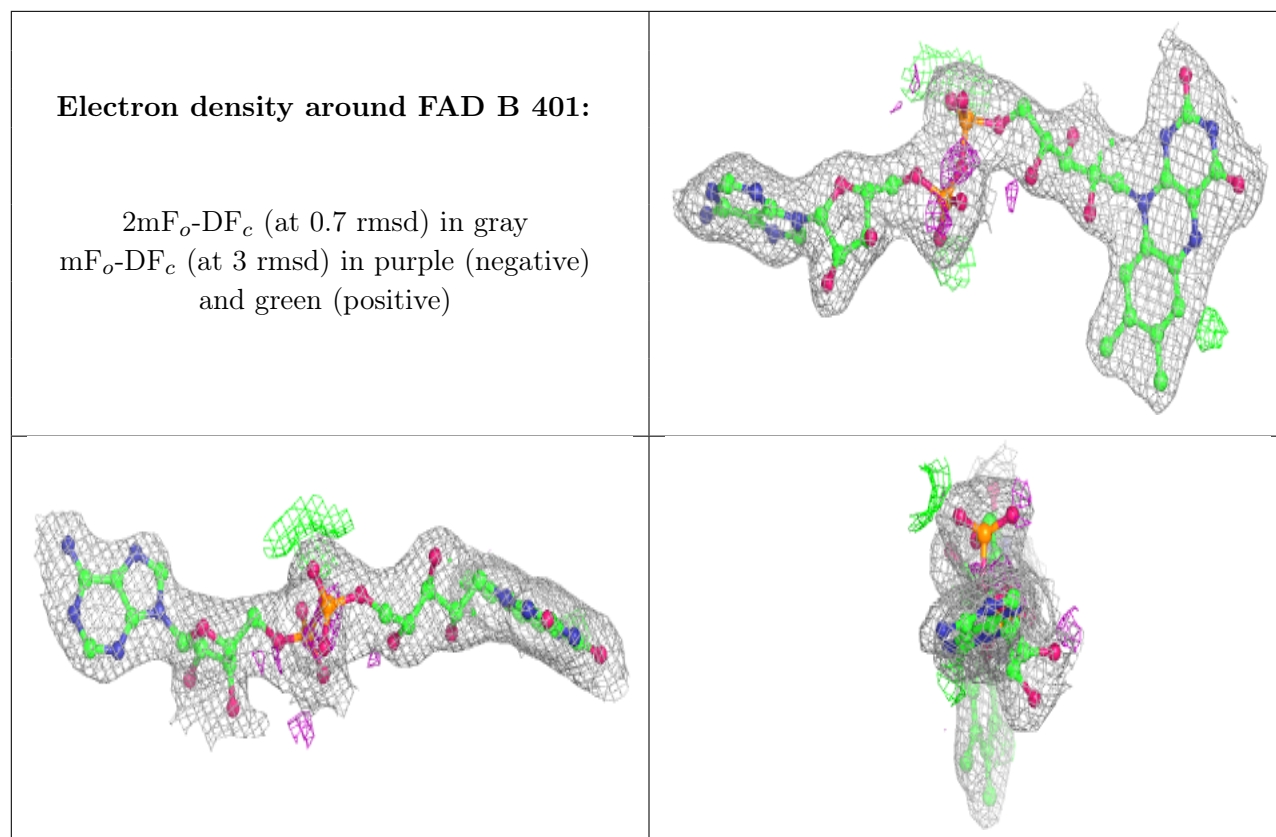 Electron density around FAD B 401:
2mFo-DFc (at 0.7 rmsd) in gray
mFo-DFc (at 3 rmsd) in purple (negative)
and green (positive)